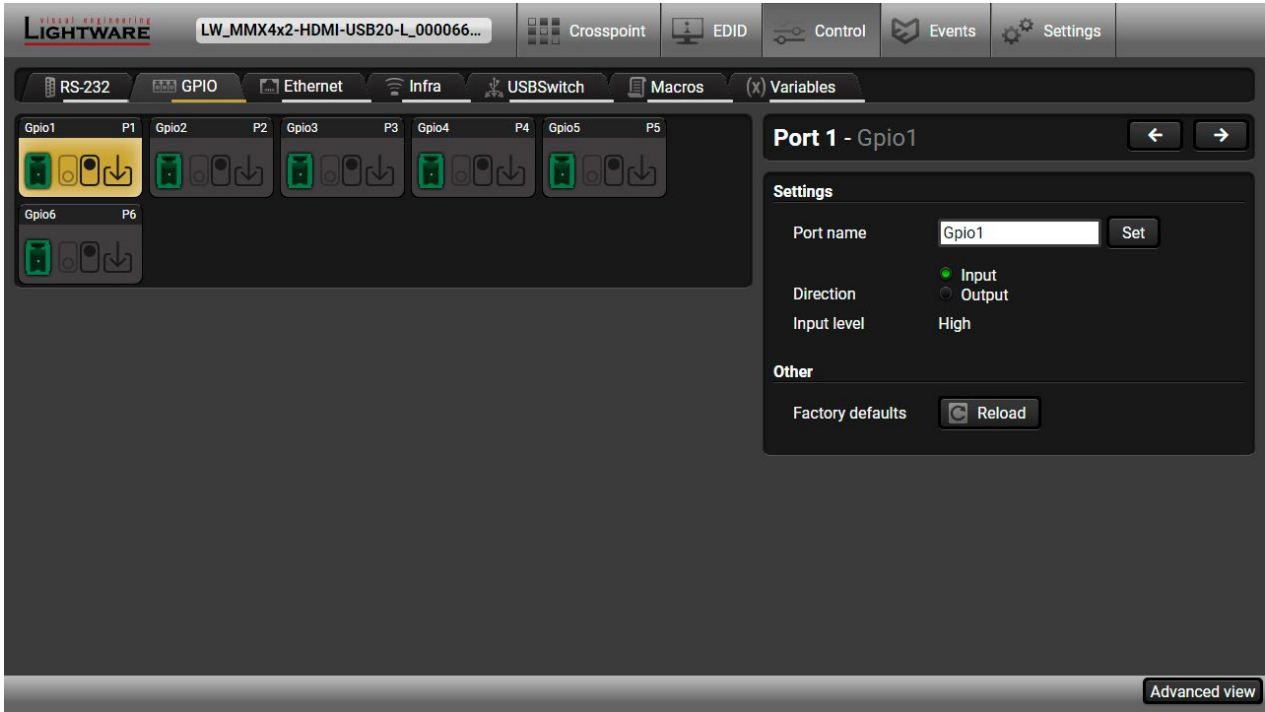 visual engineering
LIGHTWARE
LW_MMX4x2-HDMI-USB20-L_000066...
Crosspoint
EDID
Control
Events
Settings
RS-232
GPIO
Ethernet
Infra
USBSwitch
Macros
(x) Variables
Gpio1 P1
Gpio2 P2
Gpio3 P3
Gpio4 P4
Gpio5 P5
Gpio6 P6
Port 1 - Gpio1
Settings
Port name Gpio1 Set
Input
Direction Output
Input level High
Other
Factory defaults Reload
Advanced view